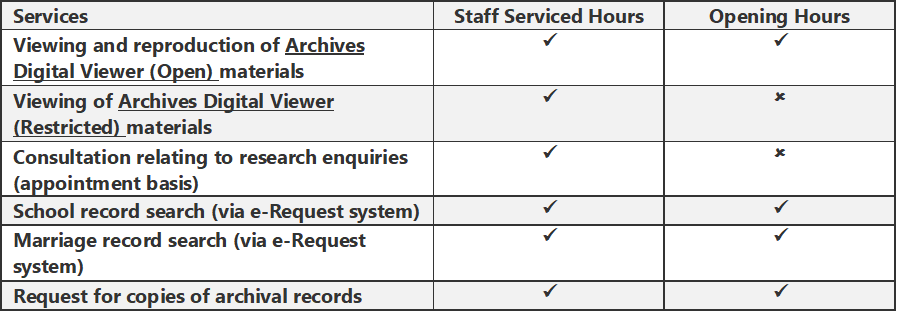 Services Staff Serviced Hours Opening Hours
Viewing and reproduction of Archives ✓ ✓
Digital Viewer (Open) materials
Viewing of Archives Digital Viewer ✓ ×
(Restricted) materials
Consultation relating to research enquiries ✓ ×
(appointment basis)
School record search (via e-Request system) ✓ ✓
Marriage record search (via e-Request ✓ ✓
system)
Request for copies of archival records ✓ ✓